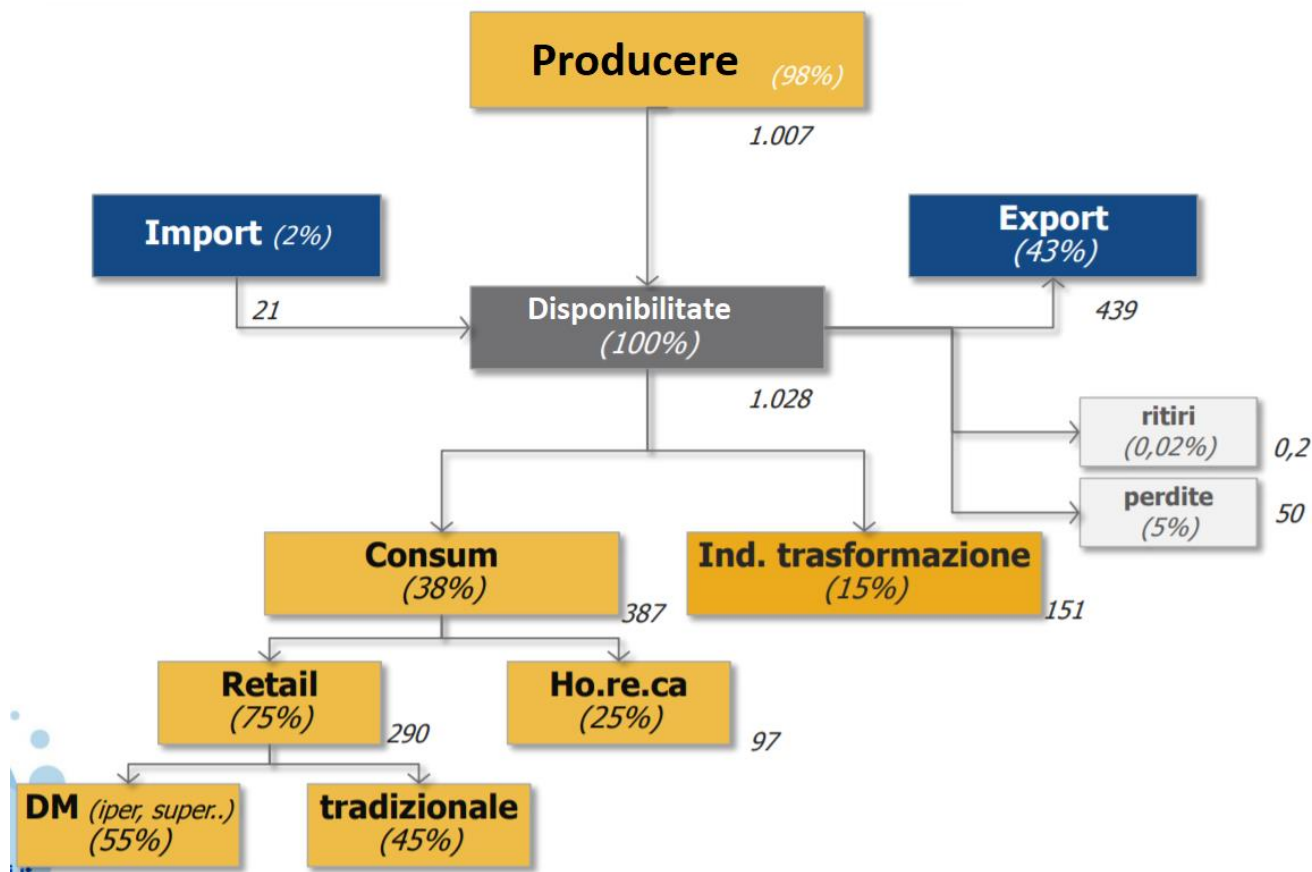 Producere (98%)
1.007
Import (2%)
21
Export
(43%)
439
Disponibilitate
(100%)
1.028
ritiri
(0,02%)
0,2
perdite
(5%)
50
Consum
(38%)
387
Ind. trasformazione
(15%)
151
Retail
(75%)
290
Ho.re.ca
(25%)
97
DM (iper, super..)
(55%)
tradizionale
(45%)